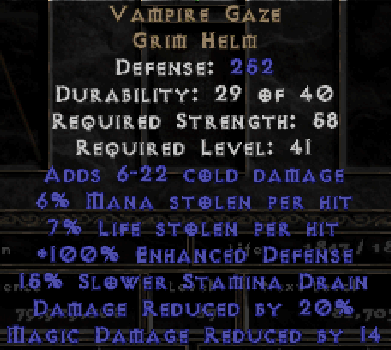 Vampire Gaze
Grim Helm
Defense: 252
Durability: 29 of 40
Required Strength: 58
Required Level: 41
Adds 6-22 cold damage
6% Mana stolen per hit
7% Life stolen per hit
+100% Enhanced Defense
15% Slower Stamina Drain
Damage Reduced by 20%
Magic Damage Reduced by 14